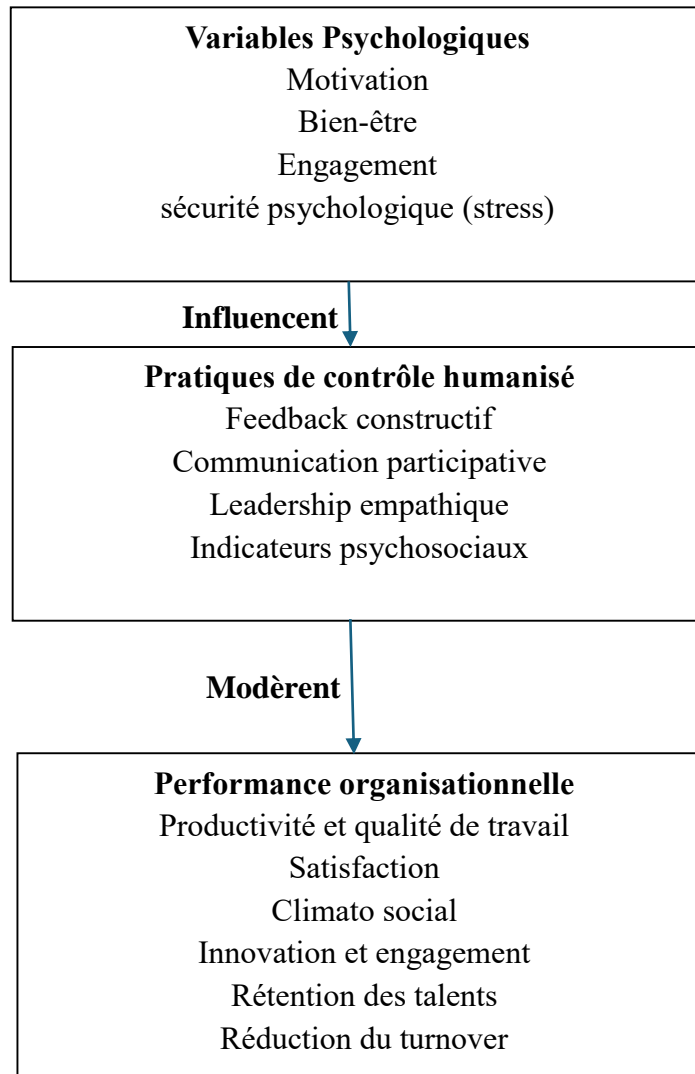 Variables Psychologiques
Motivation
Bien-être
Engagement
sécurité psychologique (stress)
Influencent
Pratiques de contrôle humanisé
Feedback constructif
Communication participative
Leadership empathique
Indicateurs psychosociaux
Modèrent
Performance organisationnelle
Productivité et qualité de travail
Satisfaction
Climato social
Innovation et engagement
Rétention des talents
Réduction du turnover